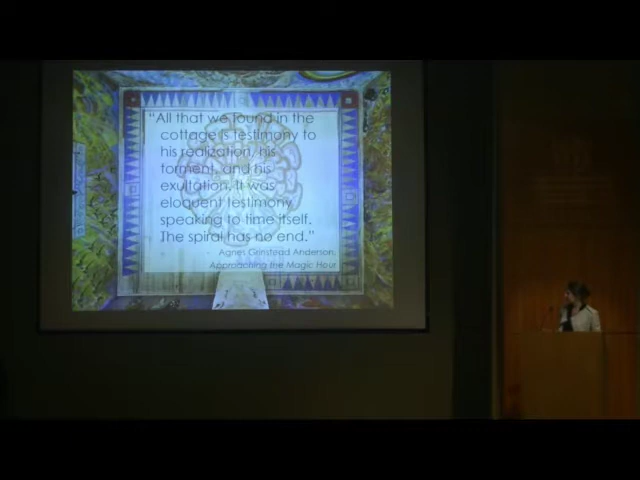 “All that we found in the
cottage is testimony to
his realization, his
torment, and his
exultation. It was
eloquent testimony
speaking to time itself.
The spiral has no end.”
- Agnes Grinstead Anderson,
Approaching the Magic Hour